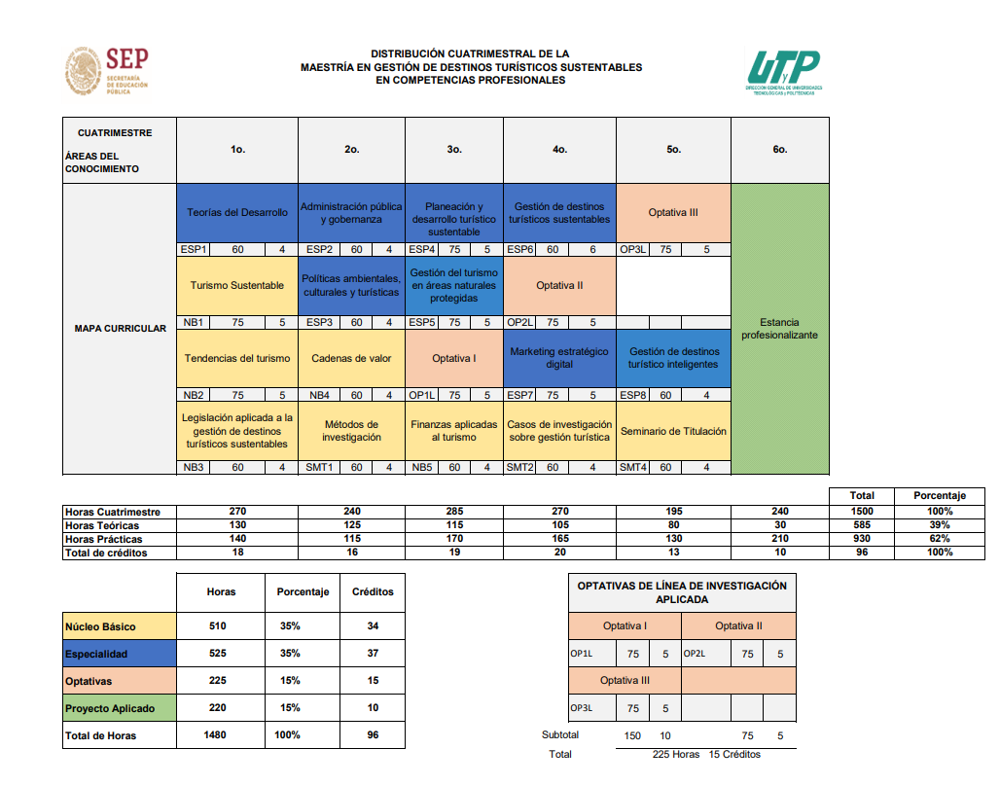 SEP
SECRETARÍA
DE EDUCACIÓN
PÚBLICA
DISTRIBUCIÓN CUATRIMESTRAL DE LA
MAESTRÍA EN GESTIÓN DE DESTINOS TURÍSTICOS SUSTENTABLES
EN COMPETENCIAS PROFESIONALES
UTyP
DIRECCIÓN GENERAL DE UNIVERSIDADES
TECNOLÓGICAS y POLITÉCNICAS
CUATRIMESTRE
ÁREAS DEL
CONOCIMIENTO
1o. 2o. 3o. 4o. 5o. 6o.
MAPA CURRICULAR
Teorías del Desarrollo
Administración pública
y gobernanza
Planeación y
desarrollo turístico
sustentable
Gestión de destinos
turísticos sustentables
Optativa III
ESP1 60 4 ESP2 60 4 ESP4 75 5 ESP6 60 6 OP3L 75 5
Turismo Sustentable
Políticas ambientales,
culturales y turísticas
Gestión del turismo
en áreas naturales
protegidas
Optativa II
NB1 75 5 ESP3 60 4 ESP5 75 5 OP2L 75 5
Estancia
profesionalizante
Tendencias del turismo
Cadenas de valor
Optativa I
Marketing estratégico
digital
Gestión de destinos
turístico inteligentes
NB2 75 5 NB4 60 4 OP1L 75 5 ESP7 75 5 ESP8 60 4
Legislación aplicada a la
gestión de destinos
turísticos sustentables
Métodos de
investigación
Finanzas aplicadas
al turismo
Casos de investigación
sobre gestión turística
Seminario de Titulación
NB3 60 4 SMT1 60 4 NB5 60 4 SMT2 60 4 SMT4 60 4
Total Porcentaje
Horas Cuatrimestre 270 240 285 270 195 240 1500 100%
Horas Teóricas 130 125 115 105 80 30 585 39%
Horas Prácticas 140 115 170 165 130 210 930 62%
Total de créditos 18 16 19 20 13 10 96 100%
Horas Porcentaje Créditos
Núcleo Básico 510 35% 34
Especialidad 525 35% 37
Optativas 225 15% 15
Proyecto Aplicado 220 15% 10
Total de Horas 1480 100% 96
OPTATIVAS DE LÍNEA DE INVESTIGACIÓN
APLICADA
Optativa I Optativa II
OP1L 75 5 OP2L 75 5
Optativa III
OP3L 75 5
Subtotal 150 10 75 5
Total 225 Horas 15 Créditos